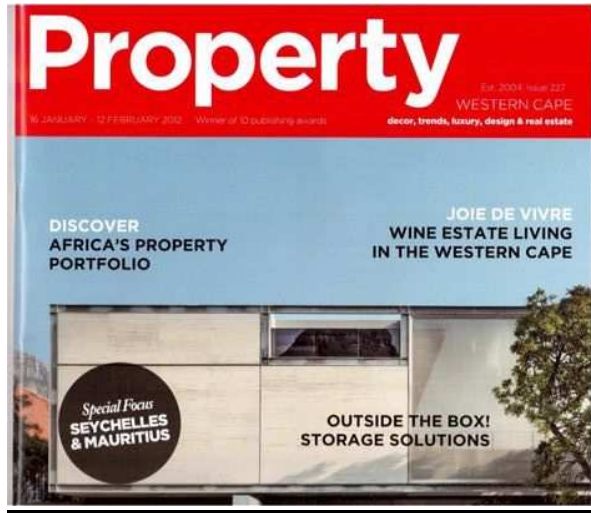 Property
Est. 2004 Issue 227
WESTERN CAPE
16 JANUARY - 12 FEBRUARY 2012 Winner of 10 publishing awards
decor, trends, luxury, design & real estate
DISCOVER
AFRICA'S PROPERTY
PORTFOLIO
JOIE DE VIVRE
WINE ESTATE LIVING
IN THE WESTERN CAPE
Special Focus
SEYCHELLES
& MAURITIUS
OUTSIDE THE BOX!
STORAGE SOLUTIONS